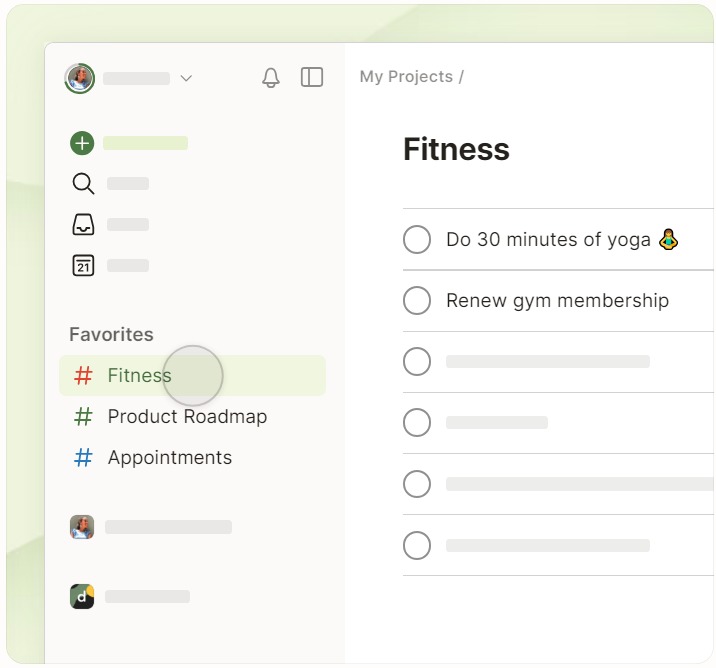 My Projects /
Fitness
21
Favorites
Fitness
Product Roadmap
Appointments
d
Do 30 minutes of yoga
Renew gym membership